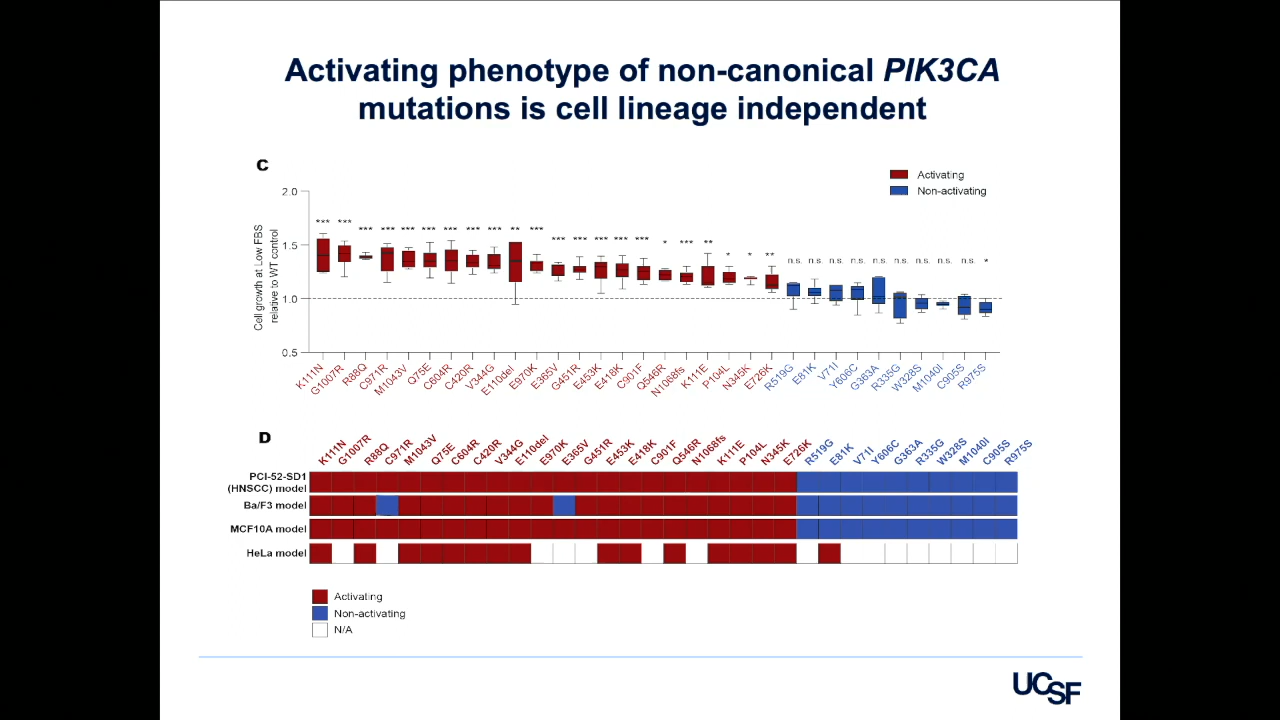 Activating phenotype of non-canonical PIK3CA
mutations is cell lineage independent
C
Activating
Non-activating
Cell growth at Low FBS
relative to WT control
2.0
1.5
1.0
0.5
*** *** *** *** *** *** *** *** *** ** *** *** *** *** *** *** * *** ** * * ** n.s. n.s. n.s. n.s. n.s. n.s. n.s. n.s. n.s. *
K111N G1007R R88Q C971R M1043V Q75E C604R C420R V344G E110del E970K E365V G451R E453K E418K C901F Q546R N1068fs K111E P104L N345K E726K R519G E81K V71I Y606C G363A R335G W328S M1040I C905S R975S
D
K111N G1007R R88Q C971R M1043V Q75E C604R C420R V344G E110del E970K E365V G451R E453K E418K C901F Q546R N1068fs K111E P104L N345K E726K R519G E81K V71I Y606C G363A R335G W328S M1040I C905S R975S
PCI-52-SD1
(HNSCC) model
Ba/F3 model
MCF10A model
HeLa model
Activating
Non-activating
N/A
UCSF